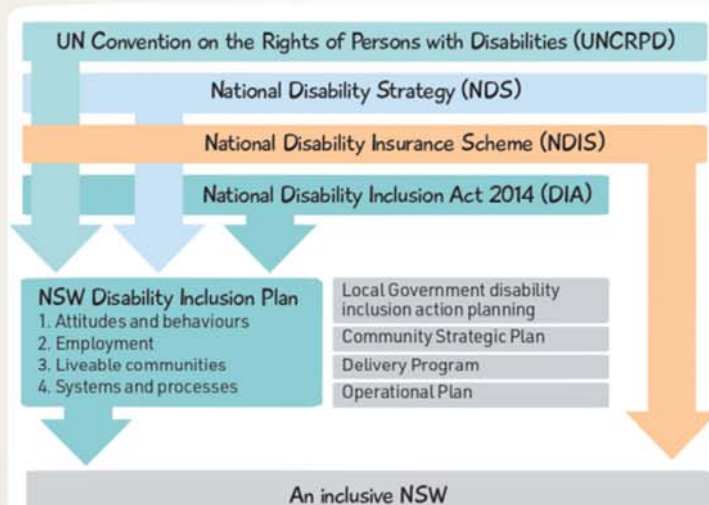 UN Convention on the Rights of Persons with Disabilities (UNCRPD)
National Disability Strategy (NDS)
National Disability Insurance Scheme (NDIS)
National Disability Inclusion Act 2014 (DIA)
NSW Disability Inclusion Plan
1. Attitudes and behaviours
2. Employment
3. Liveable communities
4. Systems and processes
Local Government disability
inclusion action planning
Community Strategic Plan
Delivery Program
Operational Plan
An inclusive NSW